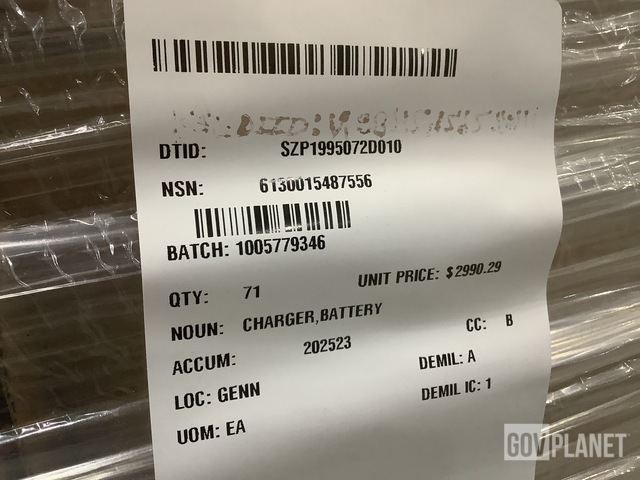 DTID: SZP1995072D010
NSN: 6130015487556
BATCH: 1005779346
QTY: 71 UNIT PRICE: $2990.29
NOUN: CHARGER,BATTERY
ACCUM: 202523 CC: B
LOC: GENN DEMIL: A
UOM: EA DEMIL IC: 1
GOVPLANET